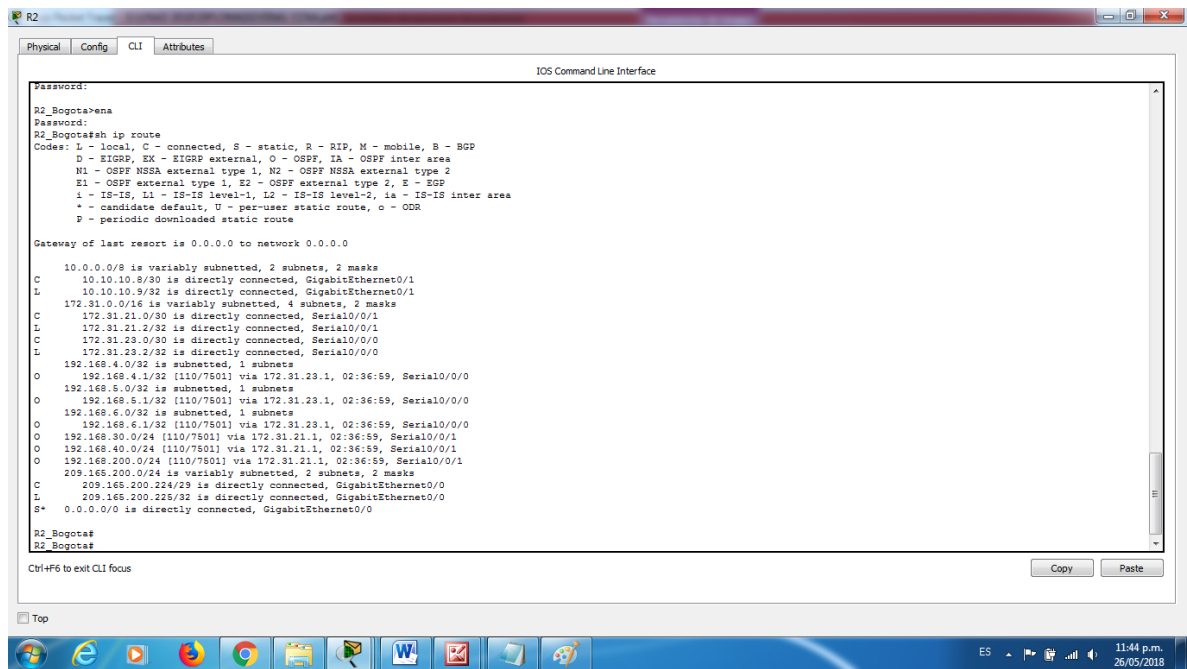 R2
Physical Config CLI Attributes
IOS Command Line Interface
Password:
R2_Bogota>ena
Password:
R2_Bogota#sh ip route
Codes: L - local, C - connected, S - static, R - RIP, M - mobile, B - BGP
D - EIGRP, EX - EIGRP external, O - OSPF, IA - OSPF inter area
N1 - OSPF NSSA external type 1, N2 - OSPF NSSA external type 2
E1 - OSPF external type 1, E2 - OSPF external type 2, E - EGP
i - IS-IS, L1 - IS-IS level-1, L2 - IS-IS level-2, ia - IS-IS inter area
* - candidate default, U - per-user static route, o - ODR
P - periodic downloaded static route
Gateway of last resort is 0.0.0.0 to network 0.0.0.0
10.0.0.0/8 is variably subnetted, 2 subnets, 2 masks
C 10.10.10.8/30 is directly connected, GigabitEthernet0/1
L 10.10.10.9/32 is directly connected, GigabitEthernet0/1
172.31.0.0/16 is variably subnetted, 4 subnets, 2 masks
C 172.31.21.0/30 is directly connected, Serial0/0/1
L 172.31.21.2/32 is directly connected, Serial0/0/1
C 172.31.23.0/30 is directly connected, Serial0/0/0
L 172.31.23.2/32 is directly connected, Serial0/0/0
192.168.4.0/32 is subnetted, 1 subnets
O 192.168.4.1/32 [110/7501] via 172.31.23.1, 02:36:59, Serial0/0/0
192.168.5.0/32 is subnetted, 1 subnets
O 192.168.5.1/32 [110/7501] via 172.31.23.1, 02:36:59, Serial0/0/0
192.168.6.0/32 is subnetted, 1 subnets
O 192.168.6.1/32 [110/7501] via 172.31.23.1, 02:36:59, Serial0/0/0
O 192.168.30.0/24 [110/7501] via 172.31.21.1, 02:36:59, Serial0/0/1
O 192.168.40.0/24 [110/7501] via 172.31.21.1, 02:36:59, Serial0/0/1
O 192.168.200.0/24 [110/7501] via 172.31.21.1, 02:36:59, Serial0/0/1
209.165.200.0/24 is variably subnetted, 2 subnets, 2 masks
C 209.165.200.224/29 is directly connected, GigabitEthernet0/0
L 209.165.200.225/32 is directly connected, GigabitEthernet0/0
S* 0.0.0.0/0 is directly connected, GigabitEthernet0/0
R2_Bogota#
R2_Bogota#
Ctrl+F6 to exit CLI focus
Copy Paste
Top
ES
11:44 p.m.
26/05/2018